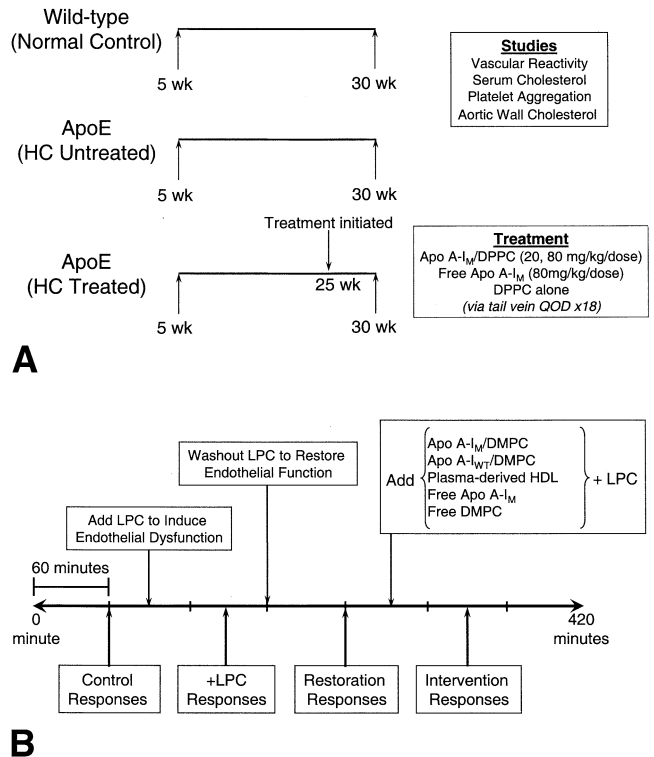 Wild-type
(Normal Control)
5 wk
30 wk
Studies
Vascular Reactivity
Serum Cholesterol
Platelet Aggregation
Aortic Wall Cholesterol
ApoE
(HC Untreated)
5 wk
30 wk
Treatment initiated
ApoE
(HC Treated)
25 wk
5 wk
30 wk
Treatment
Apo A-I_M/DPPC (20, 80 mg/kg/dose)
Free Apo A-I_M (80mg/kg/dose)
DPPC alone
(via tail vein QOD x18)
A
Add
Apo A-I_M/DMPC
Apo A-I_WT/DMPC
Plasma-derived HDL
Free Apo A-I_M
Free DMPC
+ LPC
Washout LPC to Restore
Endothelial Function
Add LPC to Induce
Endothelial Dysfunction
60 minutes
0
minute
420
minutes
Control
Responses
+LPC
Responses
Restoration
Responses
Intervention
Responses
B